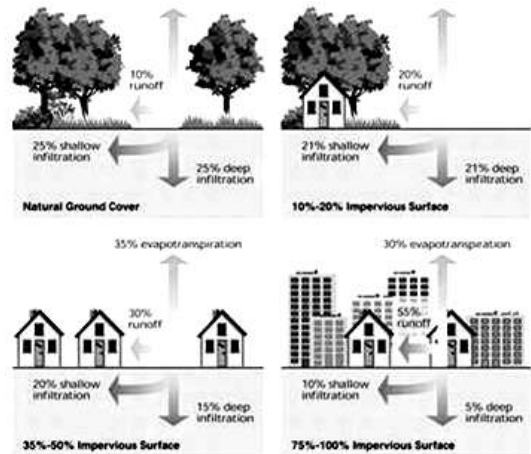 10%
runoff
25% shallow
infiltration
25% deep
infiltration
Natural Ground Cover
20%
runoff
21% shallow
infiltration
21% deep
infiltration
10%-20% Impervious Surface
35% evapotranspiration
30%
runoff
20% shallow
infiltration
15% deep
infiltration
35%-50% Impervious Surface
30% evapotranspiration
55%
runoff
10% shallow
infiltration
5% deep
infiltration
75%-100% Impervious Surface